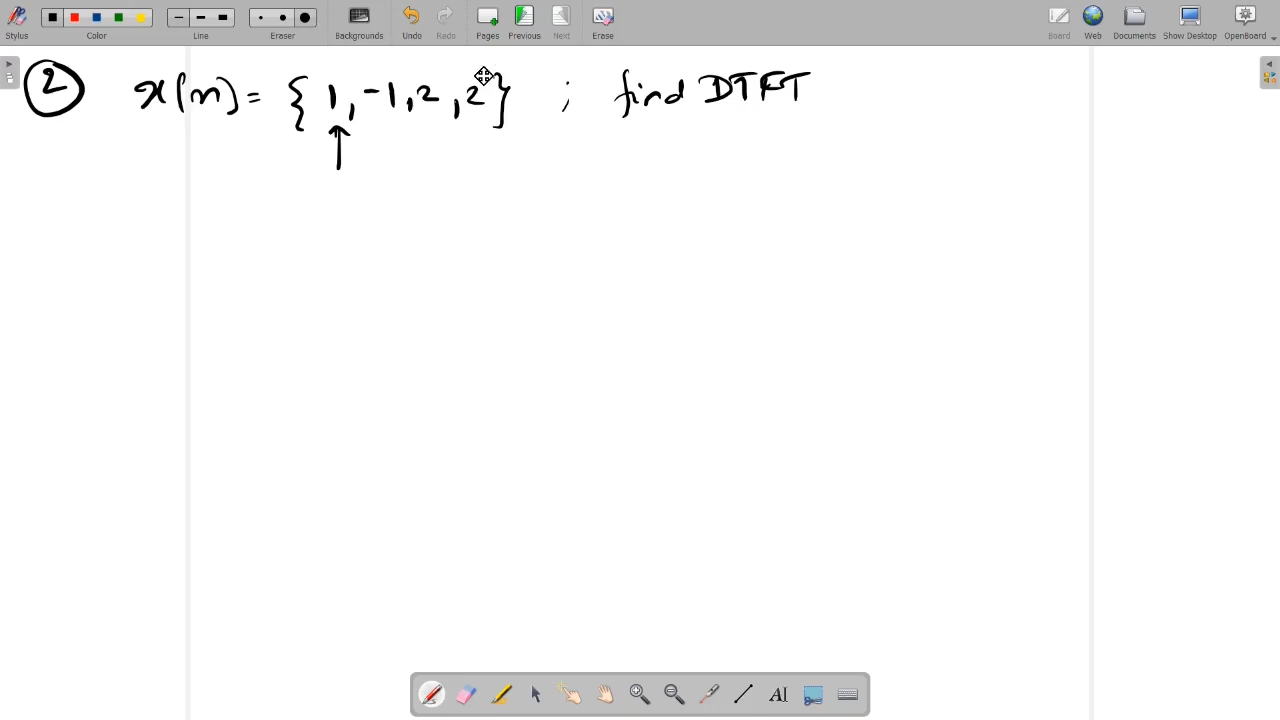 Stylus Color Line Eraser Backgrounds Undo Redo Pages Previous Next Erase Board Web Documents Show Desktop OpenBoard
② x(n) = { 1, -1, 2, 2 } ; find DTFT
↑
AI